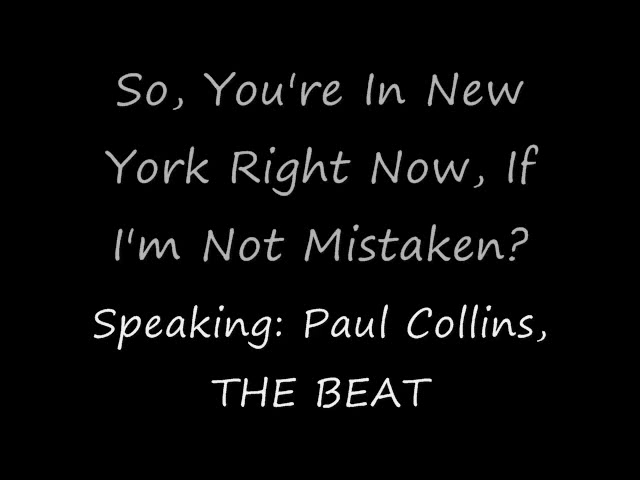 So, You're In New
York Right Now, If
I'm Not Mistaken?
Speaking: Paul Collins,
THE BEAT